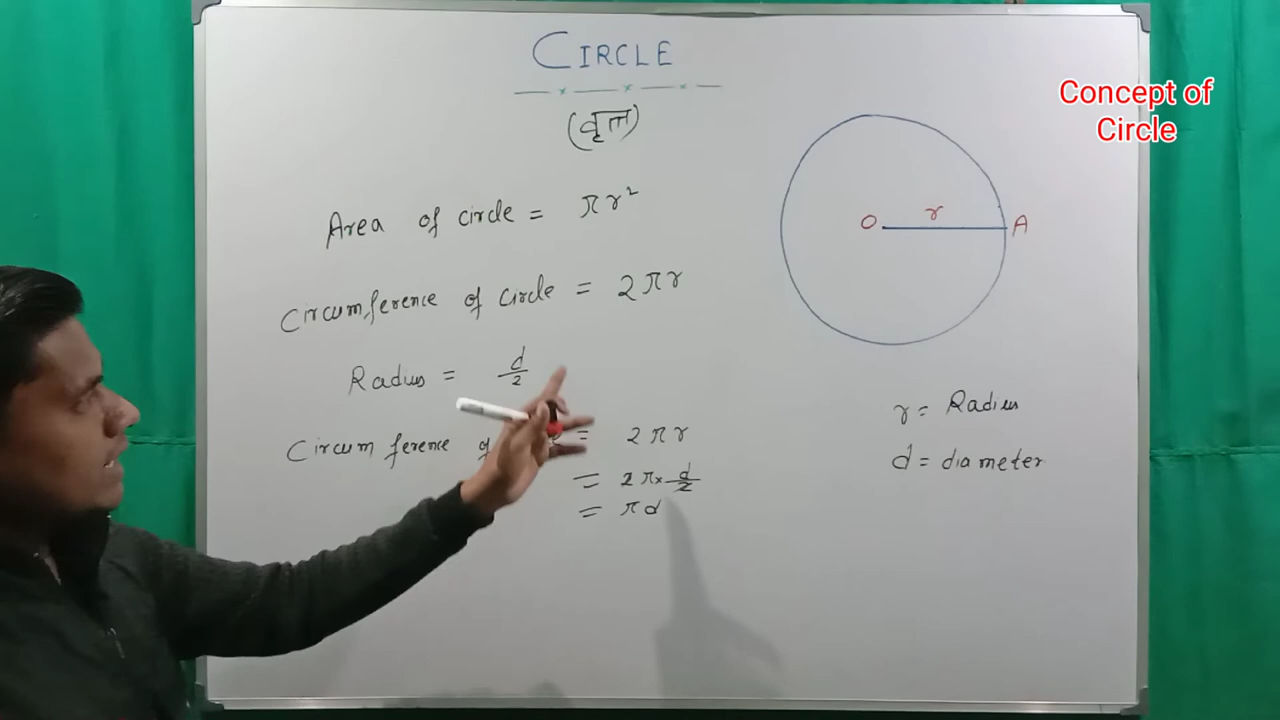 CIRCLE
(वृत्त)
Concept of
Circle
Area of circle = πr²
Circumference of circle = 2πr
Radius = d/2
Circumference of = 2πr
= 2π× d/2
= πd
O r A
r = Radius
d = diameter